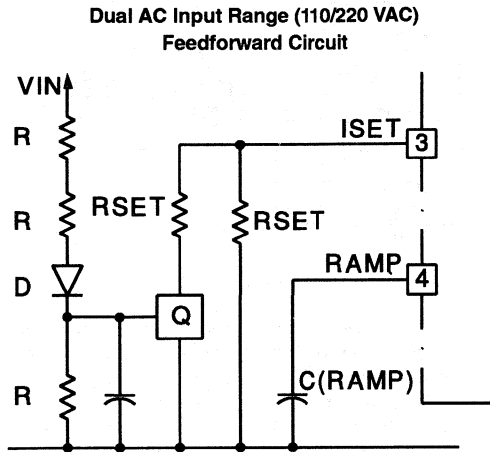 Dual AC Input Range (110/220 VAC)
Feedforward Circuit
VIN
R
ISET
3
R
RSET
RSET
RAMP
4
D
Q
R
C(RAMP)